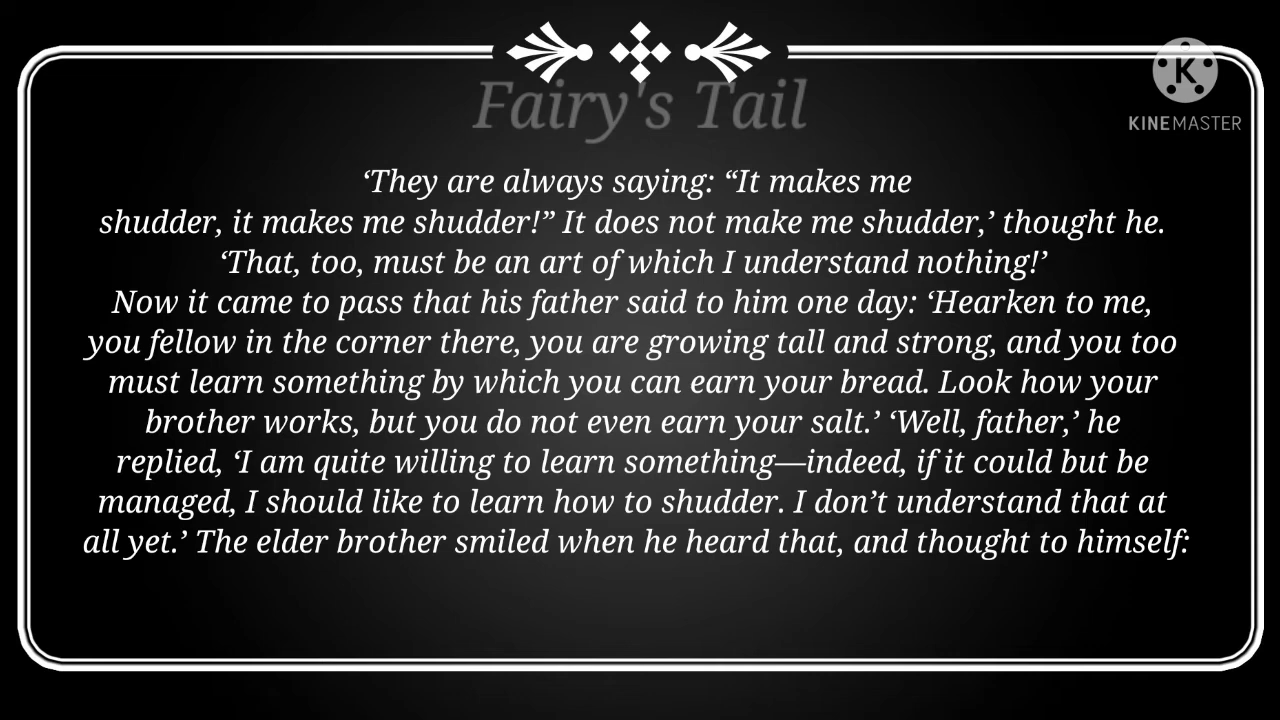 Fairy's Tail
K
KINEMASTER
‘They are always saying: “It makes me
shudder, it makes me shudder!” It does not make me shudder,’ thought he.
‘That, too, must be an art of which I understand nothing!’
Now it came to pass that his father said to him one day: ‘Hearken to me,
you fellow in the corner there, you are growing tall and strong, and you too
must learn something by which you can earn your bread. Look how your
brother works, but you do not even earn your salt.’ ‘Well, father,’ he
replied, ‘I am quite willing to learn something—indeed, if it could but be
managed, I should like to learn how to shudder. I don’t understand that at
all yet.’ The elder brother smiled when he heard that, and thought to himself: